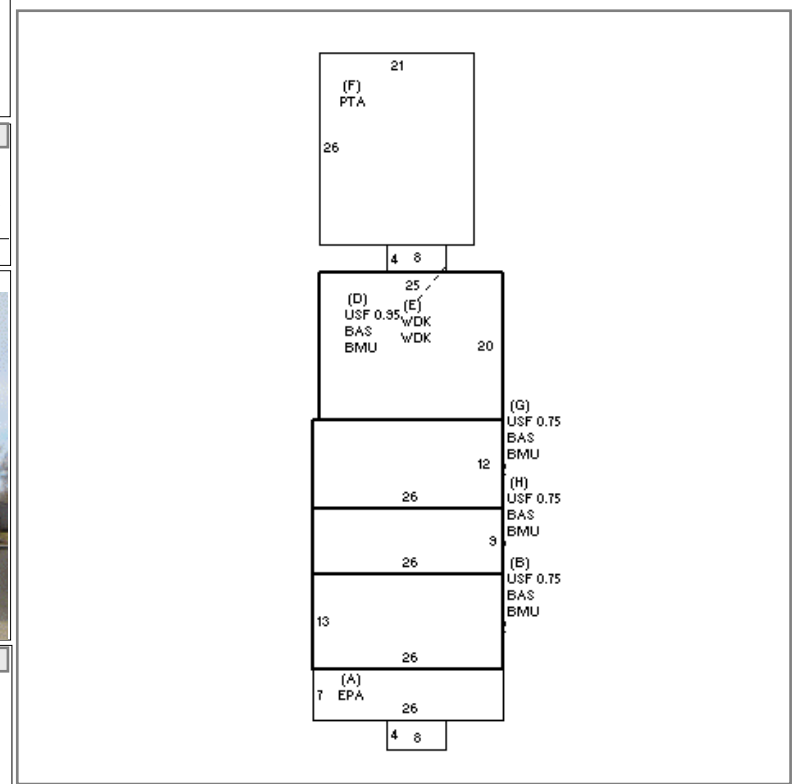 21
(F)
PTA
26
4 8
25
(D)
USF 0.95
BAS
BMU
(E)
WDK
WDK
20
(G)
USF 0.75
BAS
BMU
12
26
(H)
USF 0.75
BAS
BMU
9
26
(B)
USF 0.75
BAS
BMU
13
26
(A)
7 EPA
26
4 8